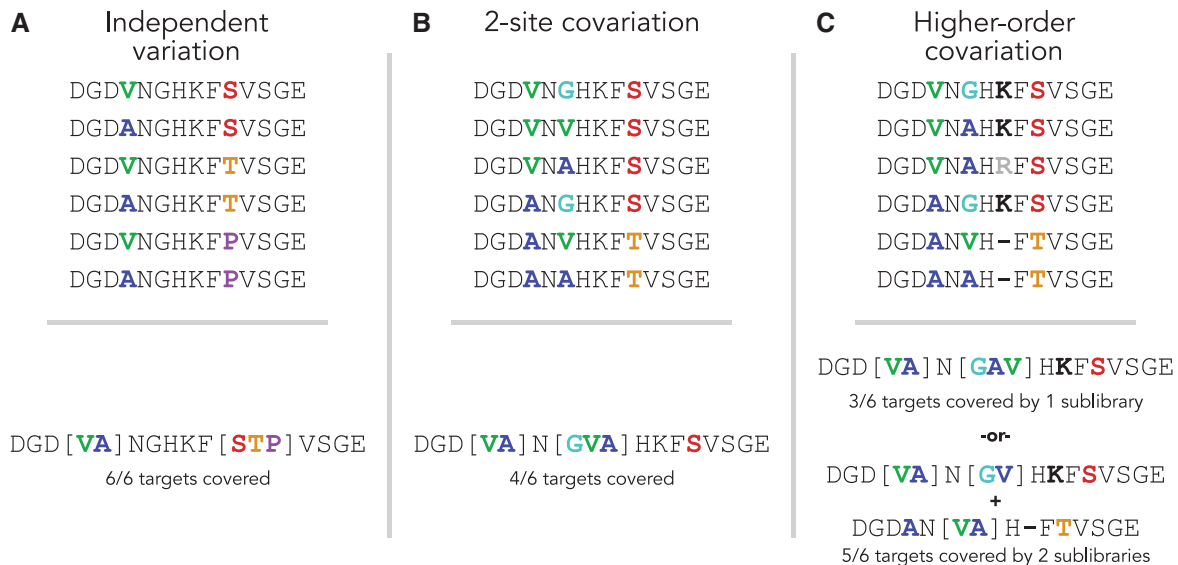 A
Independent
variation
DGDVNGHKFSVSGE
DGDANGHKFSVSGE
DGDVNGHKFTVSGE
DGDANGHKFTVSGE
DGDVNGHKFPVSGE
DGDANGHKFPVSGE
DGD[VA]NGHKF[STP]VSGE
6/6 targets covered
B
2-site covariation
DGDVNGHKFSVSGE
DGDVNVHKFSVSGE
DGDVNAHKFSVSGE
DGDANGHKFSVSGE
DGDANVHKFTVSGE
DGDANAHKFTVSGE
DGD[VA]N[GVA]HKFSVSGE
4/6 targets covered
C
Higher-order
covariation
DGDVNGHKFSVSGE
DGDVNAHKFSVSGE
DGDVNAHRFSVSGE
DGDANGHKFSVSGE
DGDANVH-FTVSGE
DGDANAH-FTVSGE
DGD[VA]N[GAV]HKFSVSGE
3/6 targets covered by 1 sublibrary
-or-
DGD[VA]N[GV]HKFSVSGE
+
DGDAN[VA]H-FTVSGE
5/6 targets covered by 2 sublibraries